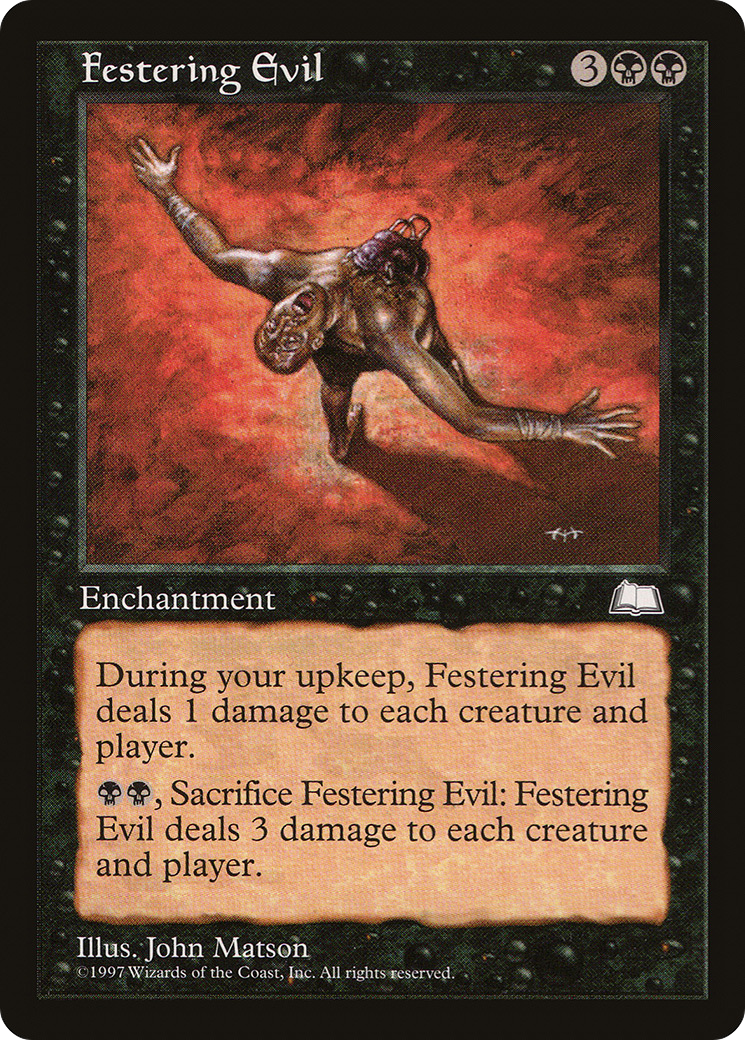 Festering Evil 3
Enchantment
During your upkeep, Festering Evil
deals 1 damage to each creature and
player.
, Sacrifice Festering Evil: Festering
Evil deals 3 damage to each creature
and player.
Illus. John Matson
©1997 Wizards of the Coast, Inc. All rights reserved.